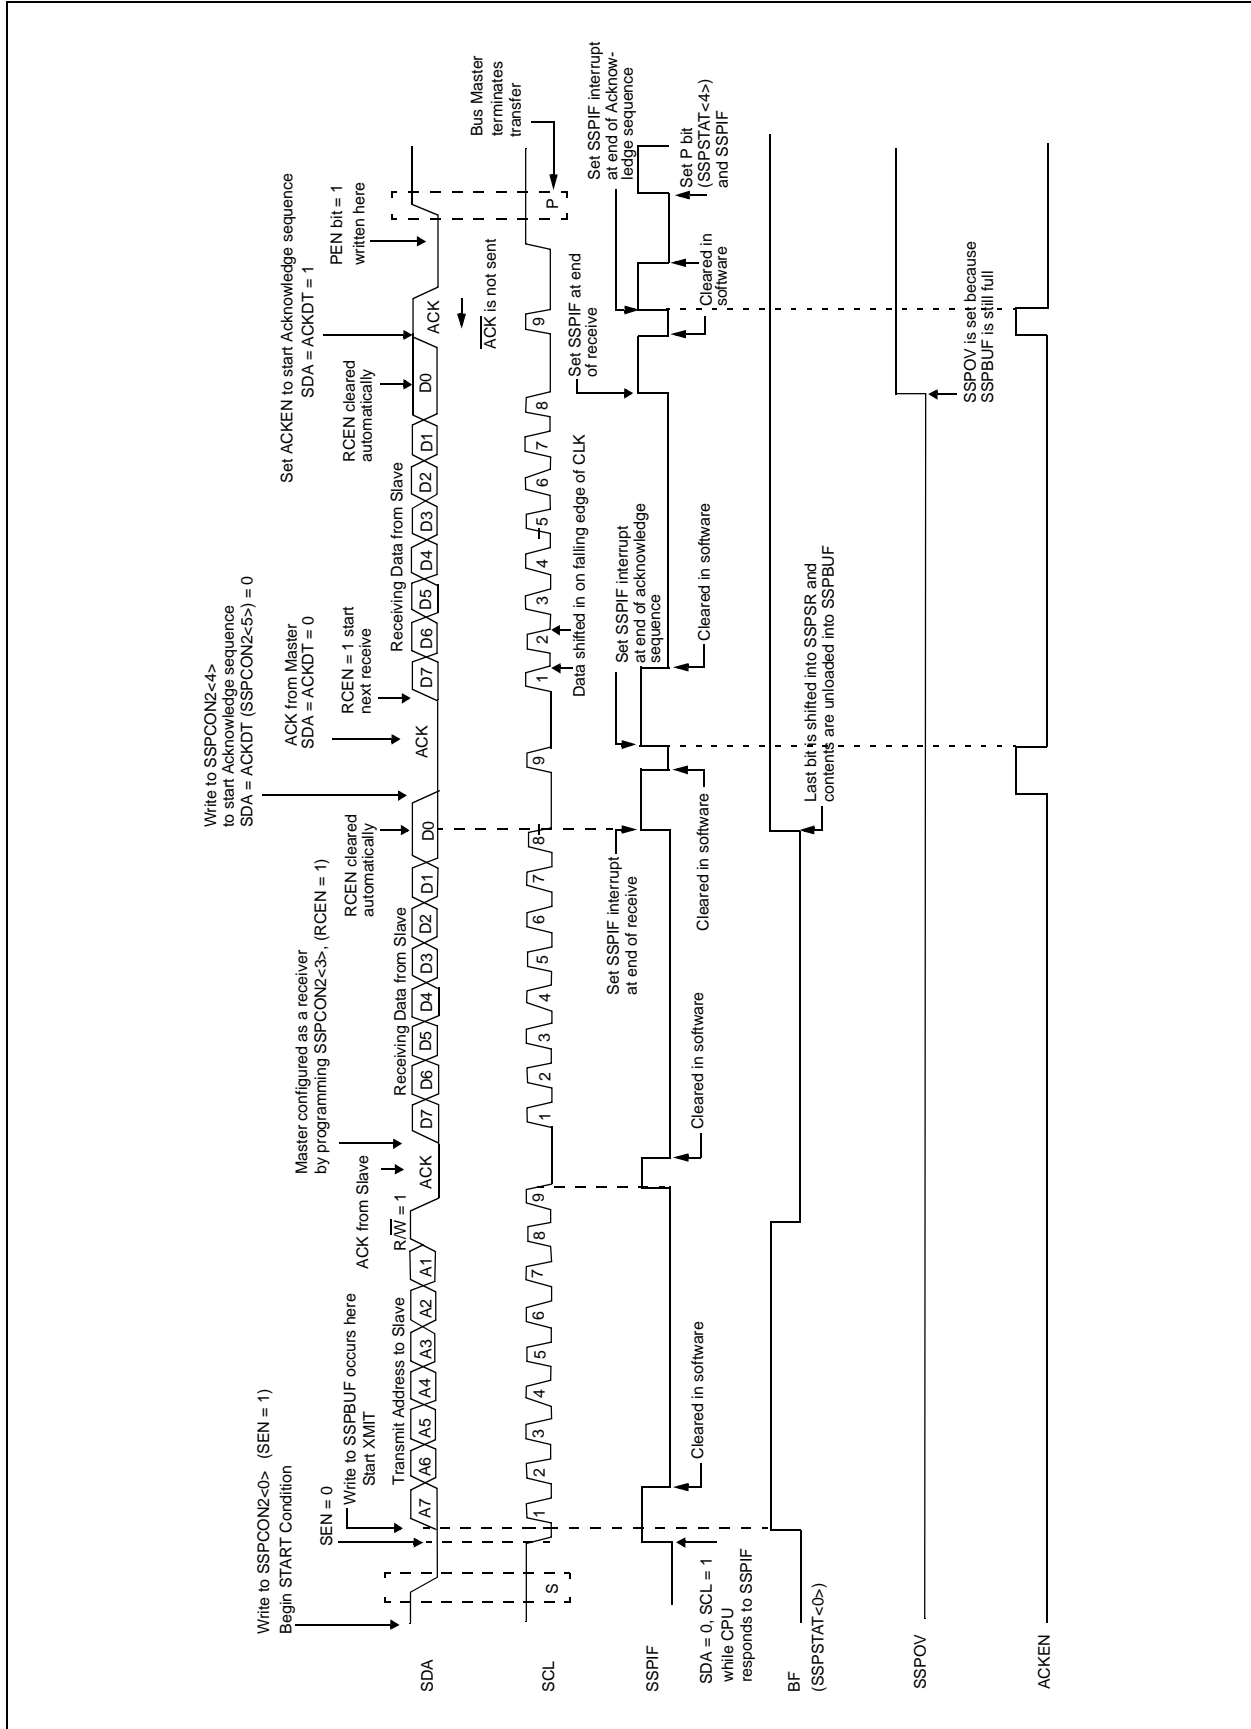 Write to SSPCON2<0> (SEN = 1)
Begin START Condition
SEN = 0
Write to SSPBUF occurs here
Start XMIT
Transmit Address to Slave
R/W = 1
ACK from Slave
Master configured as a receiver
by programming SSPCON2<3>, (RCEN = 1)
Receiving Data from Slave
RCEN cleared
automatically
Write to SSPCON2<4>
to start Acknowledge sequence
SDA = ACKDT (SSPCON2<5>) = 0
ACK from Master
SDA = ACKDT = 0
RCEN = 1 start
next receive
Receiving Data from Slave
RCEN cleared
automatically
Set ACKEN to start Acknowledge sequence
SDA = ACKDT = 1
PEN bit = 1
written here
SDA
A7 A6 A5 A4 A3 A2 A1 ACK D7 D6 D5 D4 D3 D2 D1 D0 ACK D7 D6 D5 D4 D3 D2 D1 D0 ACK
ACK is not sent
Bus Master
terminates
transfer
SCL
S 1 2 3 4 5 6 7 8 9 1 2 3 4 5 6 7 8 9 1 2 3 4 5 6 7 8 9 P
Data shifted in on falling edge of CLK
Set SSPIF interrupt
at end of receive
Set SSPIF interrupt
at end of acknowledge
sequence
Set SSPIF at end
of receive
Set SSPIF interrupt
at end of Acknow-
ledge sequence
SSPIF
SDA = 0, SCL = 1
while CPU
responds to SSPIF
Cleared in software
Cleared in software
Cleared in software
Cleared in software
Cleared in
software
Set P bit
(SSPSTAT<4>)
and SSPIF
BF
(SSPSTAT<0>)
Last bit is shifted into SSPSR and
contents are unloaded into SSPBUF
SSPOV
SSPOV is set because
SSPBUF is still full
ACKEN